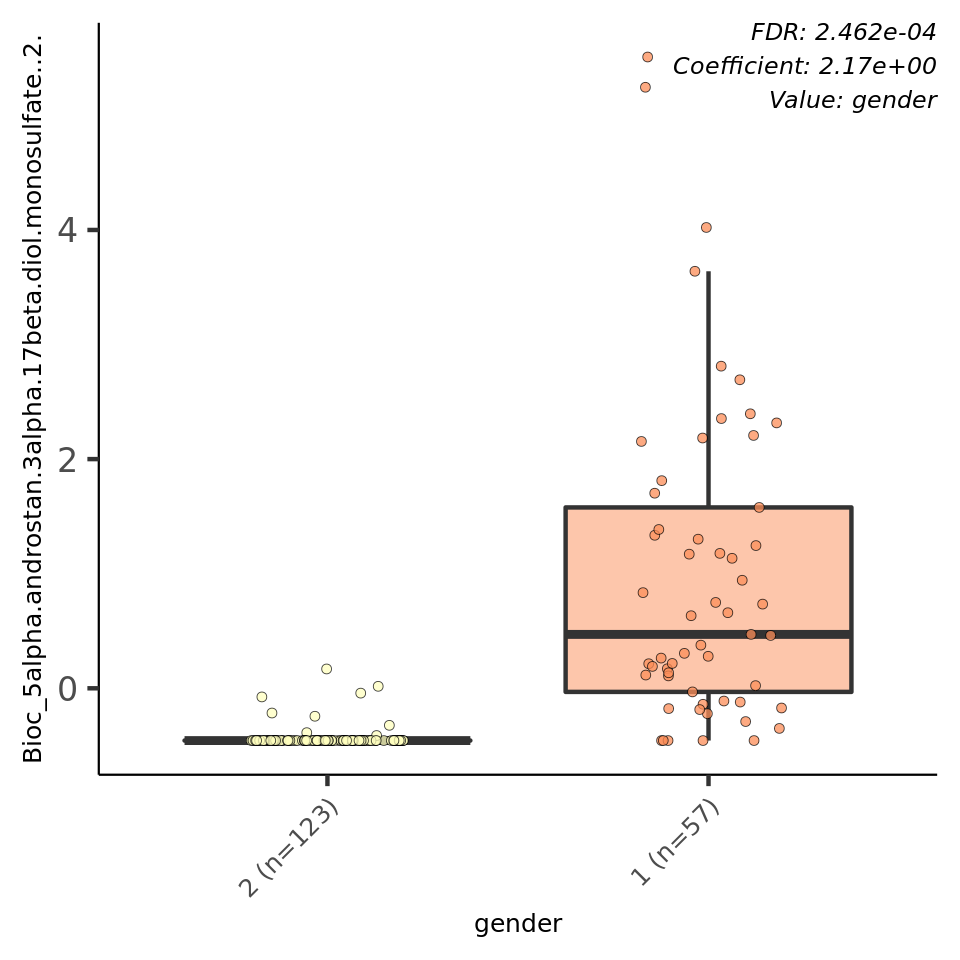 FDR: 2.462e-04
Coefficient: 2.17e+00
Value: gender
Bioc_5alpha.androstan.3alpha.17beta.diol.monosulfate..2.
4
2
0
2 (n=123)
1 (n=57)
gender